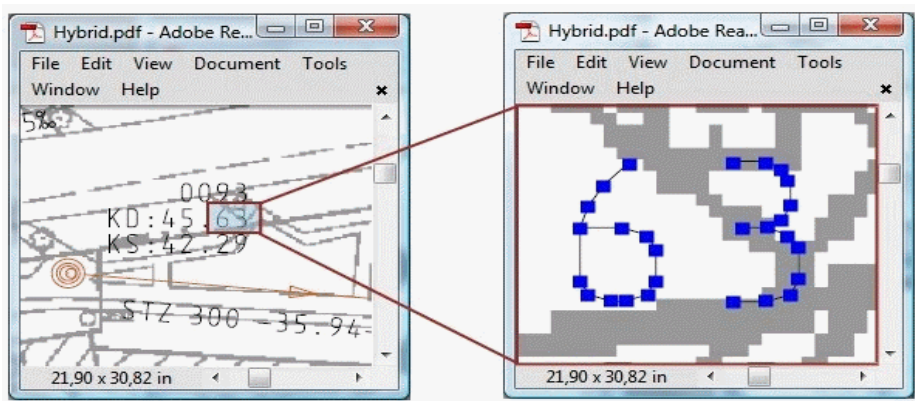 Hybrid.pdf - Adobe Re...
File Edit View Document Tools
Window Help
5‰
0093
KD:45.63
KS:42.29
STZ 300 -35.94-
21,90 x 30,82 in
Hybrid.pdf - Adobe Rea...
File Edit View Document Tools
Window Help
63
21,90 x 30,82 in